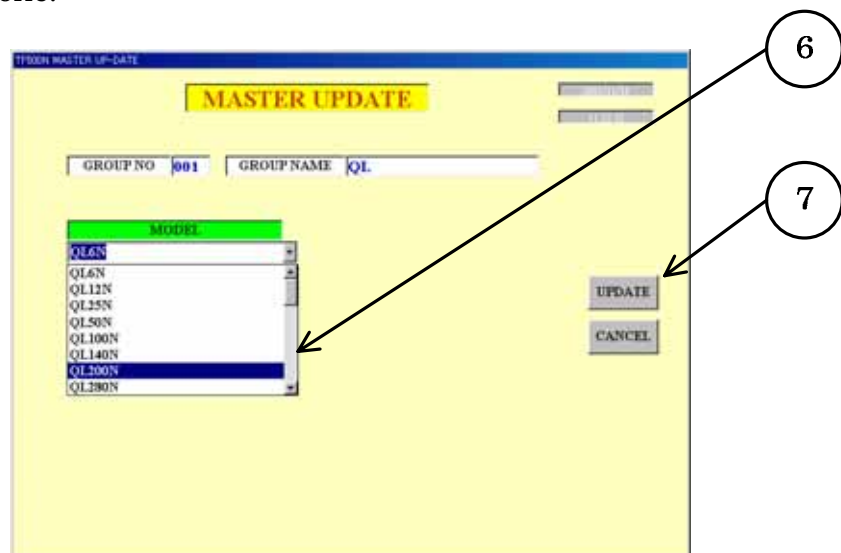 6
TF500N MASTER UP-DATE
MASTER UPDATE
7
GROUP NO 001 GROUP NAME QL
MODEL
QL6N
QL6N
QL12N
QL25N
QL50N
QL100N
QL140N
QL200N
QL280N
UPDATE
CANCEL